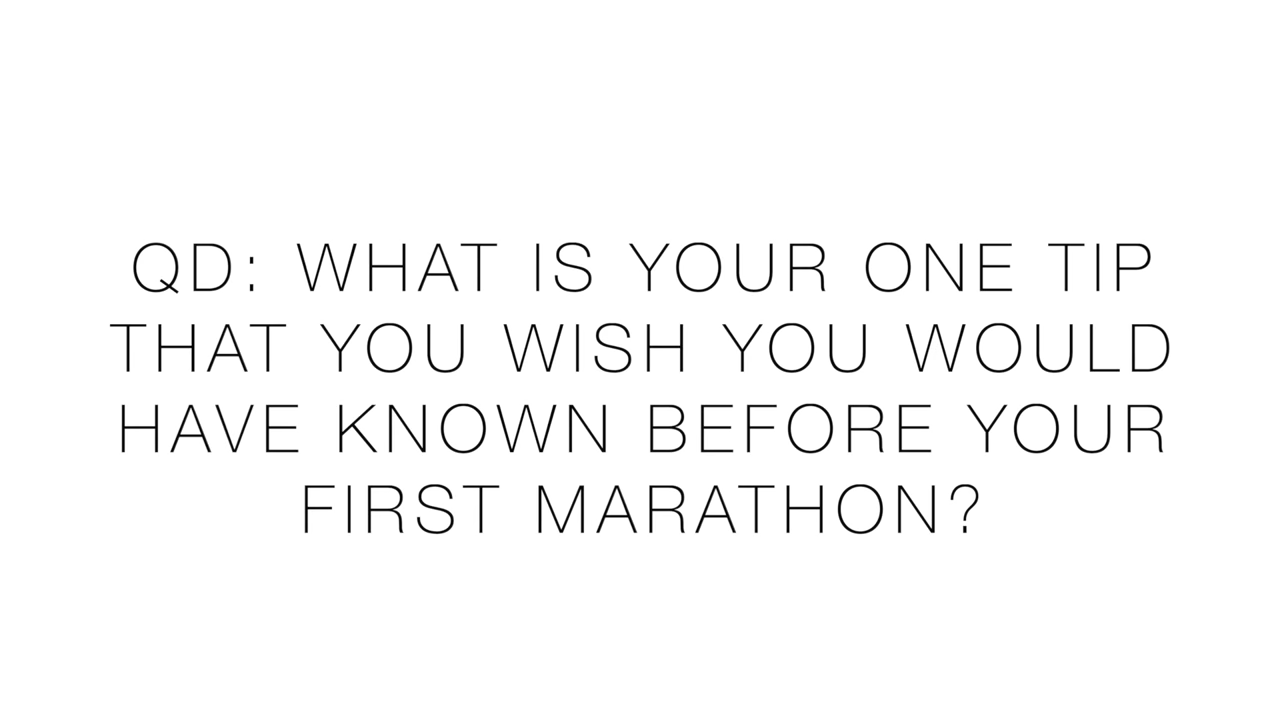 QD: WHAT IS YOUR ONE TIP
THAT YOU WISH YOU WOULD
HAVE KNOWN BEFORE YOUR
FIRST MARATHON?